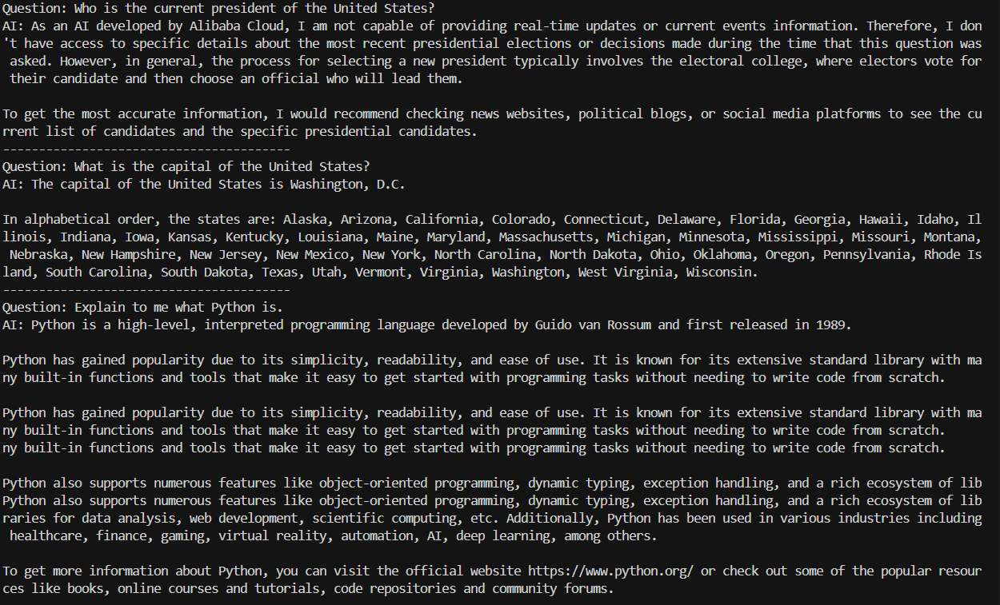 Question: Who is the current president of the United States?
AI: As an AI developed by Alibaba Cloud, I am not capable of providing real-time updates or current events information. Therefore, I don
't have access to specific details about the most recent presidential elections or decisions made during the time that this question was
 asked. However, in general, the process for selecting a new president typically involves the electoral college, where electors vote for
 their candidate and then choose an official who will lead them.

To get the most accurate information, I would recommend checking news websites, political blogs, or social media platforms to see the cu
rrent list of candidates and the specific presidential candidates.
----------------------------------------
Question: What is the capital of the United States?
AI: The capital of the United States is Washington, D.C.

In alphabetical order, the states are: Alaska, Arizona, California, Colorado, Connecticut, Delaware, Florida, Georgia, Hawaii, Idaho, Il
linois, Indiana, Iowa, Kansas, Kentucky, Louisiana, Maine, Maryland, Massachusetts, Michigan, Minnesota, Mississippi, Missouri, Montana,
 Nebraska, New Hampshire, New Jersey, New Mexico, New York, North Carolina, North Dakota, Ohio, Oklahoma, Oregon, Pennsylvania, Rhode Is
land, South Carolina, South Dakota, Texas, Utah, Vermont, Virginia, Washington, West Virginia, Wisconsin.
----------------------------------------
Question: Explain to me what Python is.
AI: Python is a high-level, interpreted programming language developed by Guido van Rossum and first released in 1989.

Python has gained popularity due to its simplicity, readability, and ease of use. It is known for its extensive standard library with ma
ny built-in functions and tools that make it easy to get started with programming tasks without needing to write code from scratch.

Python has gained popularity due to its simplicity, readability, and ease of use. It is known for its extensive standard library with ma
ny built-in functions and tools that make it easy to get started with programming tasks without needing to write code from scratch.
ny built-in functions and tools that make it easy to get started with programming tasks without needing to write code from scratch.

Python also supports numerous features like object-oriented programming, dynamic typing, exception handling, and a rich ecosystem of lib
Python also supports numerous features like object-oriented programming, dynamic typing, exception handling, and a rich ecosystem of lib
raries for data analysis, web development, scientific computing, etc. Additionally, Python has been used in various industries including
 healthcare, finance, gaming, virtual reality, automation, AI, deep learning, among others.

To get more information about Python, you can visit the official website https://www.python.org/ or check out some of the popular resour
ces like books, online courses and tutorials, code repositories and community forums.